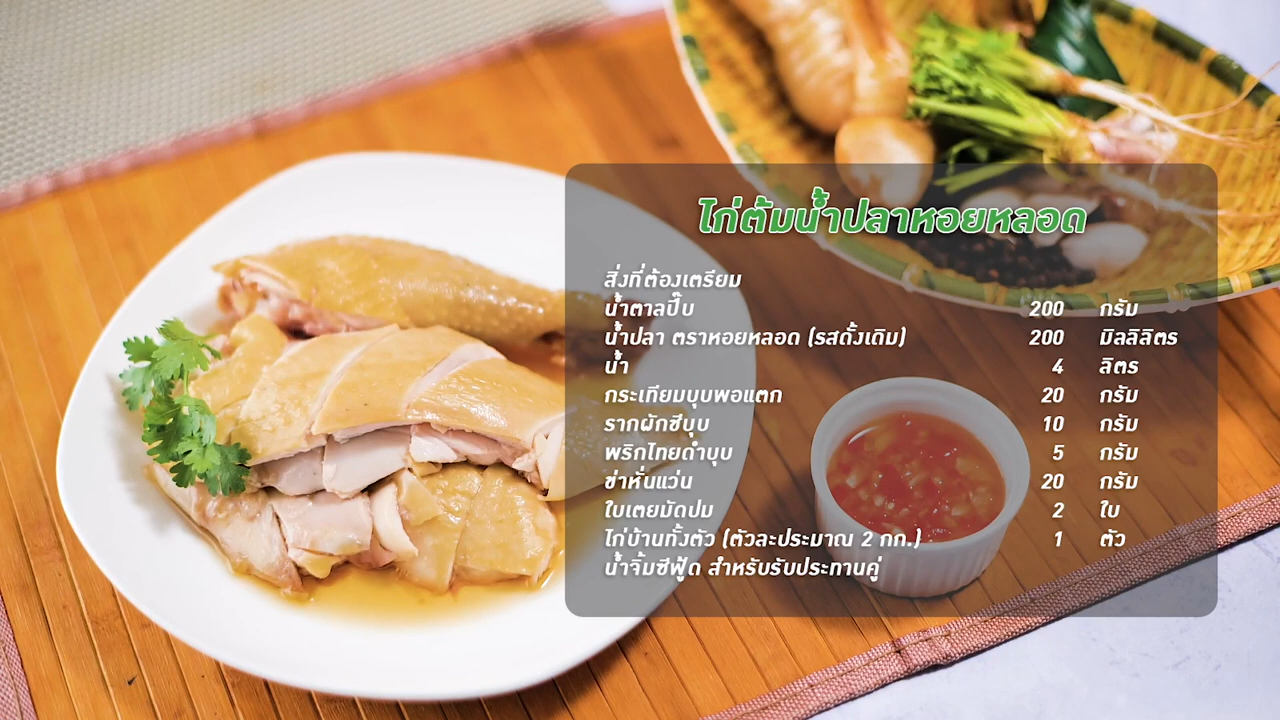 ไก่ต้มน้ำปลาหอยหลอด
สิ่งที่ต้องเตรียม
น้ำตาลปี๊บ 200 กรัม
น้ำปลา ตราหอยหลอด (รสดั้งเดิม) 200 มิลลิลิตร
น้ำ 4 ลิตร
กระเทียมบุบพอแตก 20 กรัม
รากผักชีบุบ 10 กรัม
พริกไทยดำบุบ 5 กรัม
ข่าหั่นแว่น 20 กรัม
ใบเตยมัดปม 2 ใบ
ไก่บ้านทั้งตัว (ตัวละประมาณ 2 กก.) 1 ตัว
น้ำจิ้มซีฟู้ด สำหรับรับประทานคู่